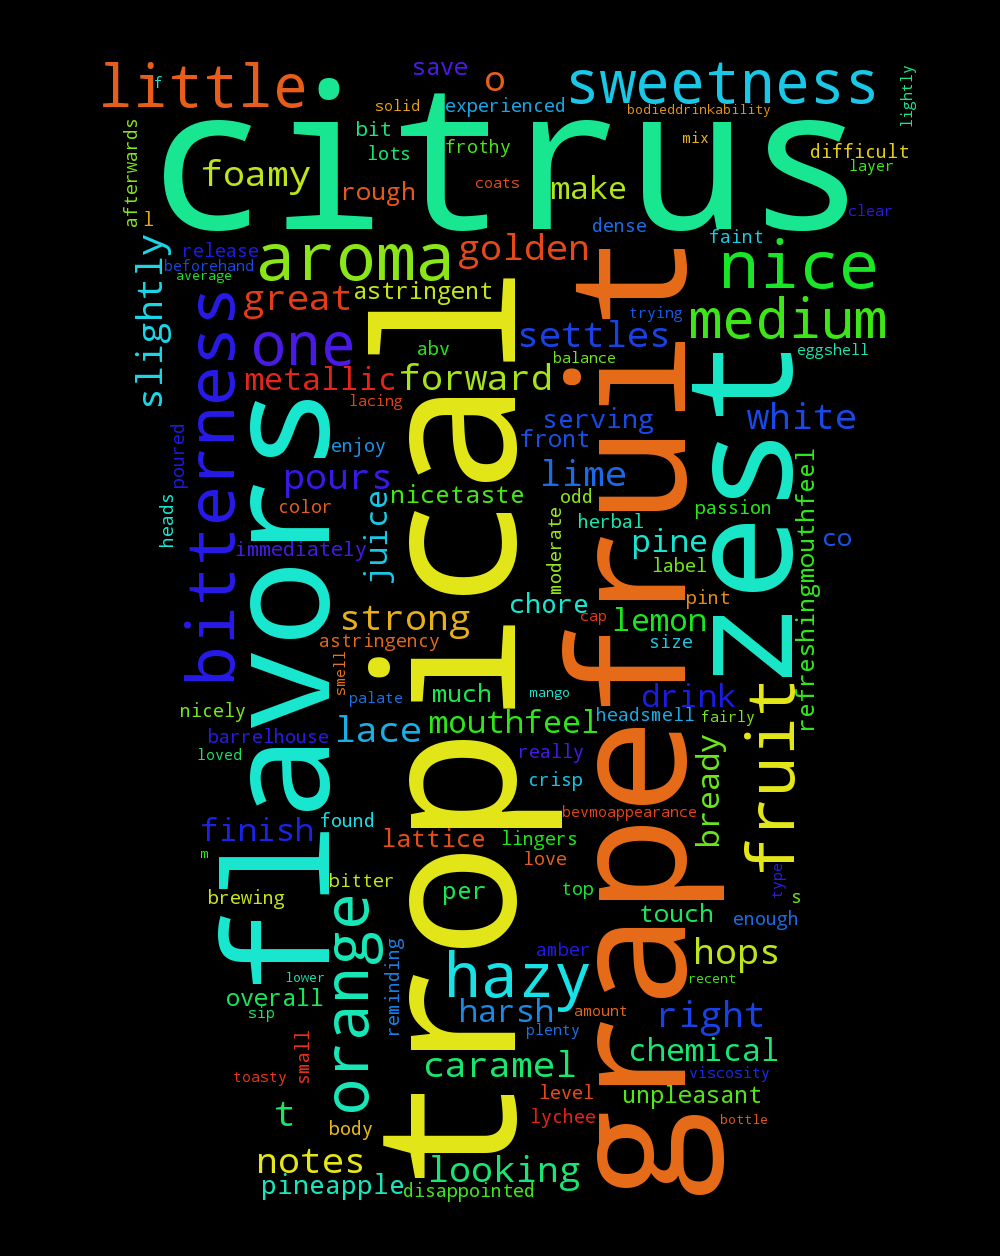 save
little
f
o
sweetness
lightly
solid
experienced
bodieddrinkability
citrus
bit
lots
frothy
mix
difficult
layer
afterwards
foamy
rough
coats
make
l
dense
clear
slightly
release
beforehand
average
aroma
golden
faint
nice
great
astringent
trying
medium
one
abv
settles
balance
eggshell
metallic
forward
lacing
bitterness
flavors
tropical
grapefruit
zest
serving
white
poured
enjoy
front
pours
lime
heads
color
nicetaste
odd
passion
refreshingmouthfeel
immediately
juice
moderate
herbal
pine
co
label
chore
pint
strong
cap
lemon
astringency
size
smell
palate
much
mango
drink
nicely
lace
mouthfeel
headsmell
fairly
fruit
barrelhouse
really
loved
crisp
bready
finish
found
bevmoappearance
lattice
lingers
love
m
bitter
per
top
type
s
brewing
touch
enough
orange
amber
hops
reminding
hazy
lower
recent
overall
sip
harsh
amount
right
plenty
small
chemical
toasty
caramel
viscosity
level
unpleasant
t
body
lychee
bottle
notes
looking
pineapple
disappointed